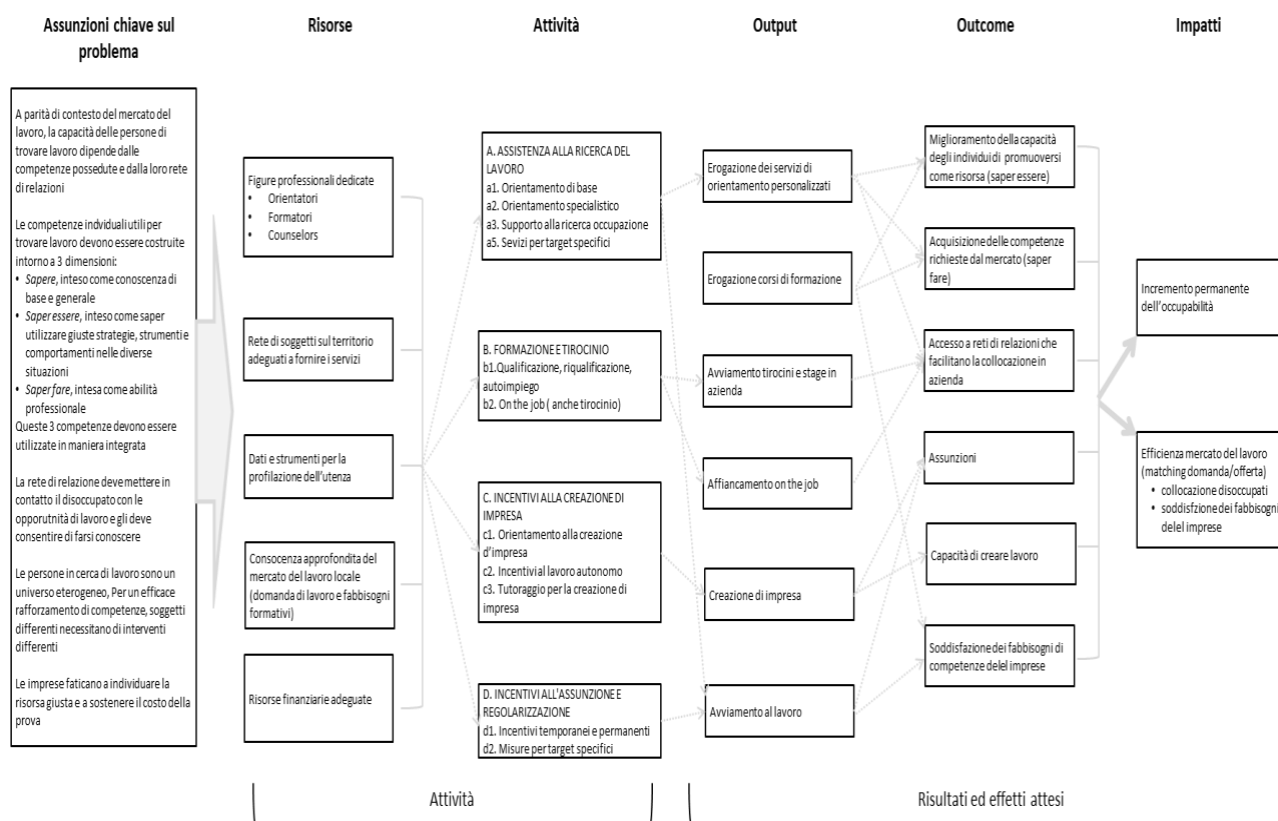 Assunzioni chiave sul
problema
Risorse
Attività
Output
Outcome
Impatti
A parità di contesto del mercato del
lavoro, la capacità delle persone di
trovare lavoro dipende dalle
competenze possedute e dalla loro rete
di relazioni
Le competenze indviduali utili per
trovare lavoro devono essere costruite
intorno a 3 dimensioni:
• Sapere, inteso come conoscenza di
base e generale
• Saper essere, inteso come saper
utilizzare giuste strategie, strumenti e
comportamenti nelle diverse
situazioni
• Saper fare, intesa come abilità
professionale
Queste 3 competenze devono essere
utilizzate in maniera integrata
La rete di relazione deve mettere in
contatto il disoccupato con le
opporutnità di lavoro e gli deve
consentire di farsi conoscere
Le persone in cerca di lavoro sono un
universo eterogeneo, Per un efficace
rafforzamento di competenze, soggetti
differenti necessitano di interventi
differenti
Le imprese faticano a individuare la
risorsa giusta e a sostenere il costo della
prova
Figure professionali dedicate
• Orientatori
• Formatori
• Counselors
Rete di soggetti sul territorio
adeguati a fornire i servizi
Dati e strumenti per la
profilazione dell'utenza
Consocenza approfondita del
mercato del lavoro locale
(domanda di lavoro e fabbisogni
formativi)
Risorse finanziarie adeguate
A. ASSISTENZA ALLA RICERCA DEL
LAVORO
a1. Orientamento di base
a2. Orientamento specialistico
a3. Supporto alla ricerca occupazione
a5. Sevizi per target specifici
B. FORMAZIONE E TIROCINIO
b1.Qualificazione, riqualificazione,
autoimpiego
b2. On the job ( anche tirocinio)
C. INCENTIVI ALLA CREAZIONE DI
IMPRESA
c1. Orientamento alla creazione
d'impresa
c2. Incentivi al lavoro autonomo
c3. Tutoraggio per la creazione di
impresa
D. INCENTIVI ALL'ASSUNZIONE E
REGOLARIZZAZIONE
d1. Incentivi temporanei e permanenti
d2. Misure per target specifici
Erogazione dei servizi di
orientamento personalizzati
Erogazione corsi di formazione
Avviamento tirocini e stage in
azienda
Affiancamento on the job
Creazione di impresa
Avviamento al lavoro
Miglioramento della capacità
degli individui di promuoversi
come risorsa (saper essere)
Acquisizione delle competenze
richieste dal mercato (saper
fare)
Accesso a reti di relazioni che
facilitano la collocazione in
azienda
Assunzioni
Capacità di creare lavoro
Soddisfazione dei fabbisogni di
competenze delel imprese
Incremento permanente
dell'occupabilità
Efficienza mercato del lavoro
(matching domanda/offerta)
• collocazione disoccupati
• soddisfzione dei fabbisogni
delel imprese
Attività
Risultati ed effetti attesi